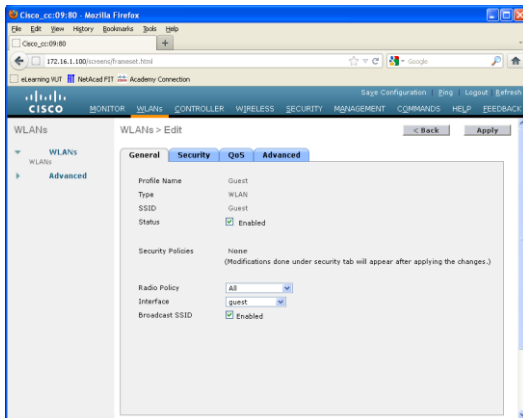 Cisco_cc:09:80 - Mozilla Firefox
File Edit View History Bookmarks Tools Help
Cisco_cc:09:80 +
172.16.1.100/screens/frameset.html Google
eLearning VUT NetAcad FIT Academy Connection
Save Configuration | Ping | Logout | Refresh
CISCO MONITOR WLANs CONTROLLER WIRELESS SECURITY MANAGEMENT COMMANDS HELP FEEDBACK
WLANs
WLANs > Edit
< Back Apply
WLANs
WLANs
Advanced
General Security QoS Advanced
Profile Name Guest
Type WLAN
SSID Guest
Status Enabled
Security Policies None
(Modifications done under security tab will appear after applying the changes.)
Radio Policy All
Interface guest
Broadcast SSID Enabled